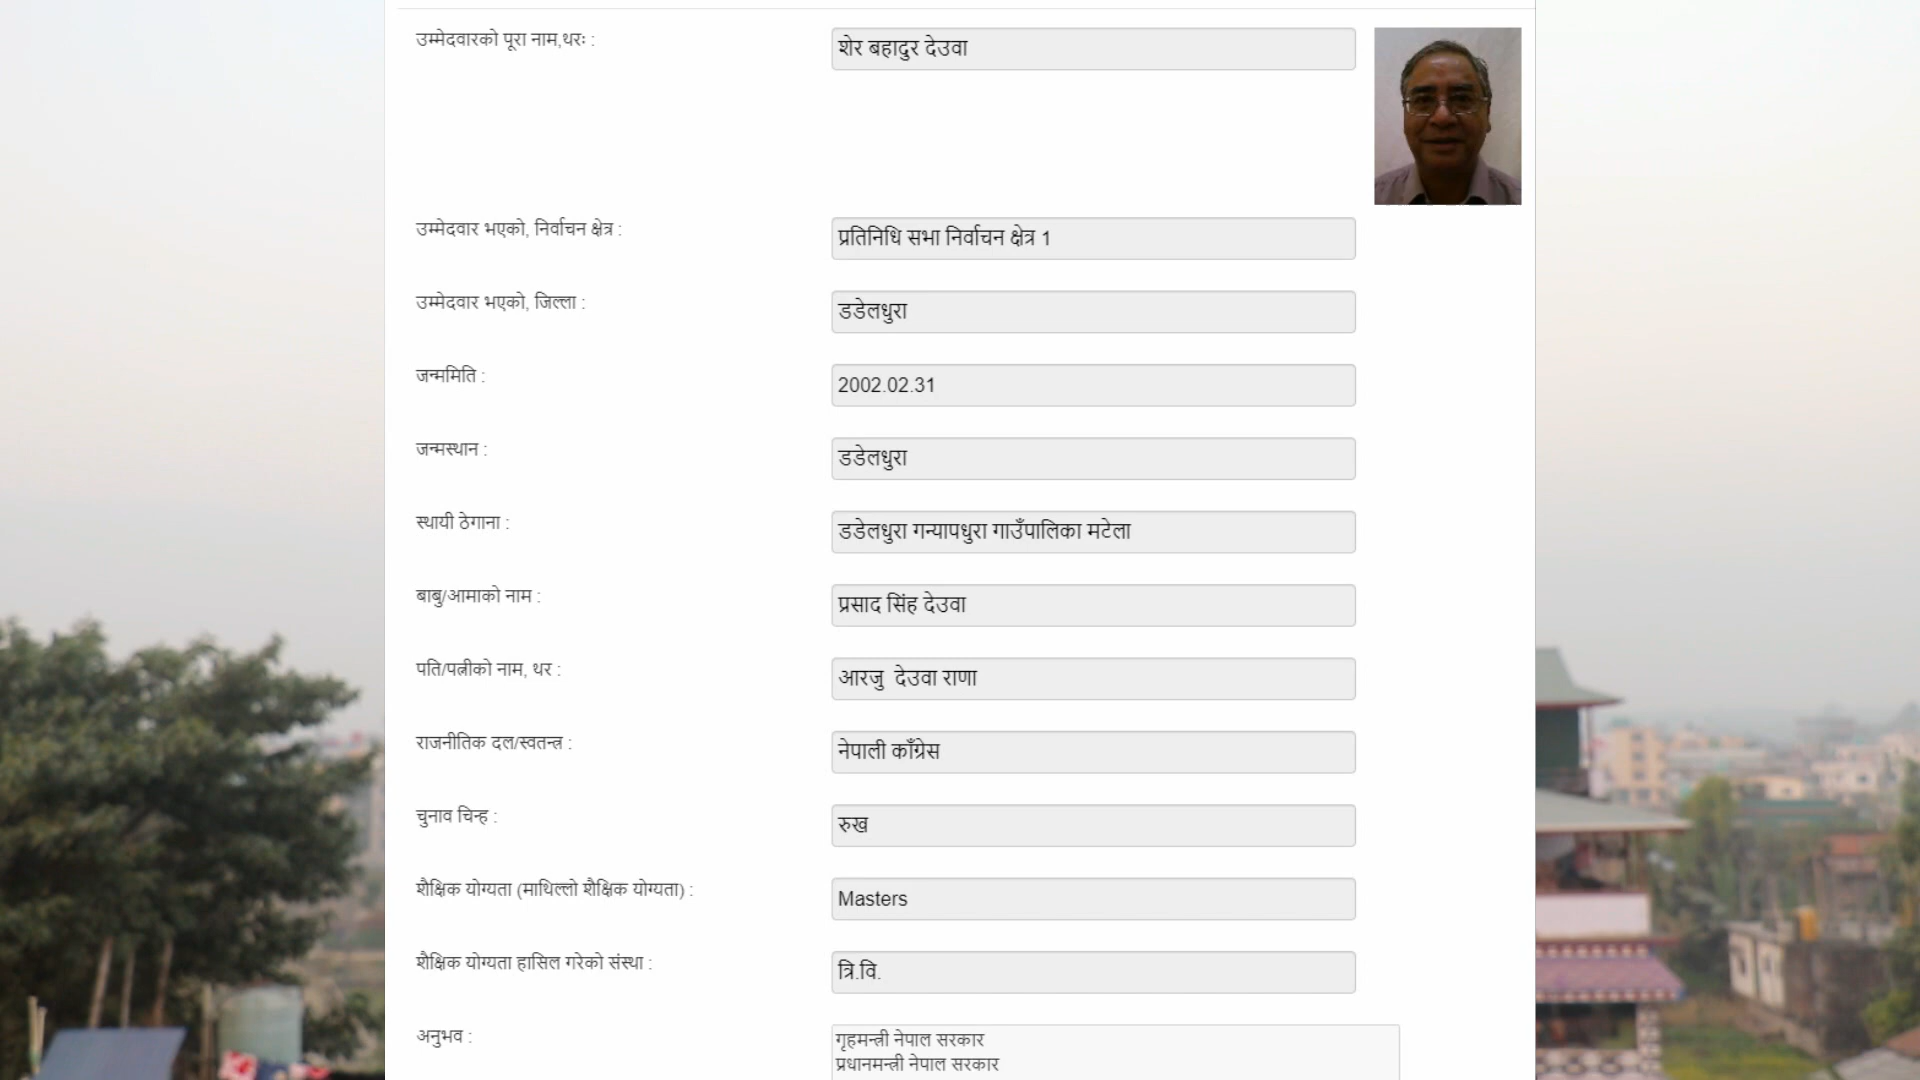 उम्मेदवारको पूरा नाम,थरः : शेर बहादुर देउवा
उम्मेदवार भएको, निर्वाचन क्षेत्र : प्रतिनिधि सभा निर्वाचन क्षेत्र 1
उम्मेदवार भएको, जिल्ला : डडेलधुरा
जन्ममिति : 2002.02.31
जन्मस्थान : डडेलधुरा
स्थायी ठेगाना : डडेलधुरा गन्यापधुरा गाउँपालिका मटेला
बाबु/आमाको नाम : प्रसाद सिंह देउवा
पति/पत्नीको नाम, थर : आरजु देउवा राणा
राजनीतिक दल/स्वतन्त्र : नेपाली काँग्रेस
चुनाव चिन्ह : रुख
शैक्षिक योग्यता (माथिल्लो शैक्षिक योग्यता) : Masters
शैक्षिक योग्यता हासिल गरेको संस्था : त्रि.वि.
अनुभव : गृहमन्त्री नेपाल सरकार
प्रधानमन्त्री नेपाल सरकार